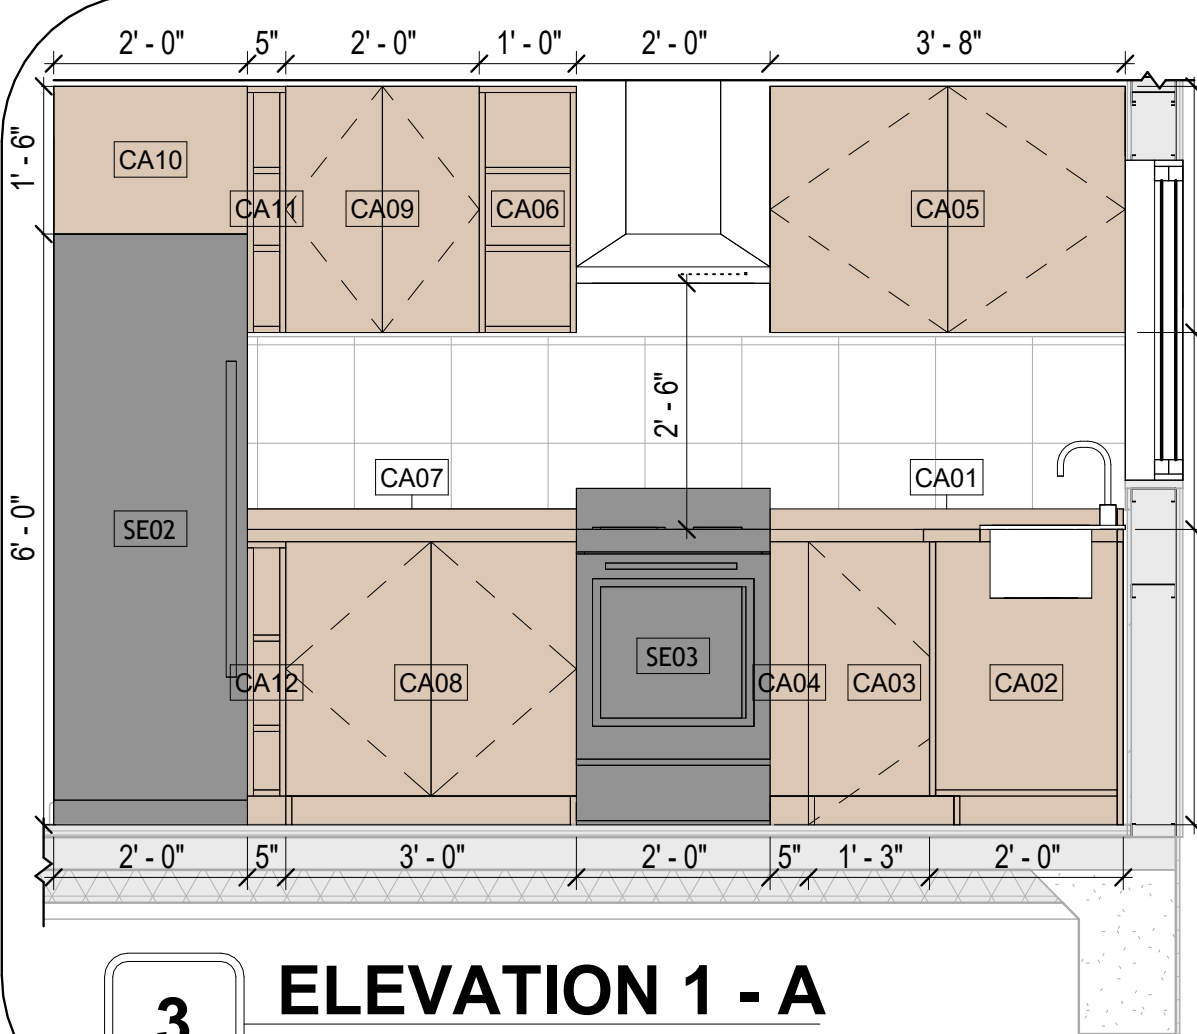 2' - 0" 5" 2' - 0" 1' - 0" 2' - 0" 3' - 8"
1' - 6"
CA10
CA11 CA09 CA06 CA05
2' - 6"
CA07 CA01
6' - 0"
SE02
SE03
CA12 CA08 CA04 CA03 CA02
2' - 0" 5" 3' - 0" 2' - 0" 5" 1' - 3" 2' - 0"
3 ELEVATION 1 - A